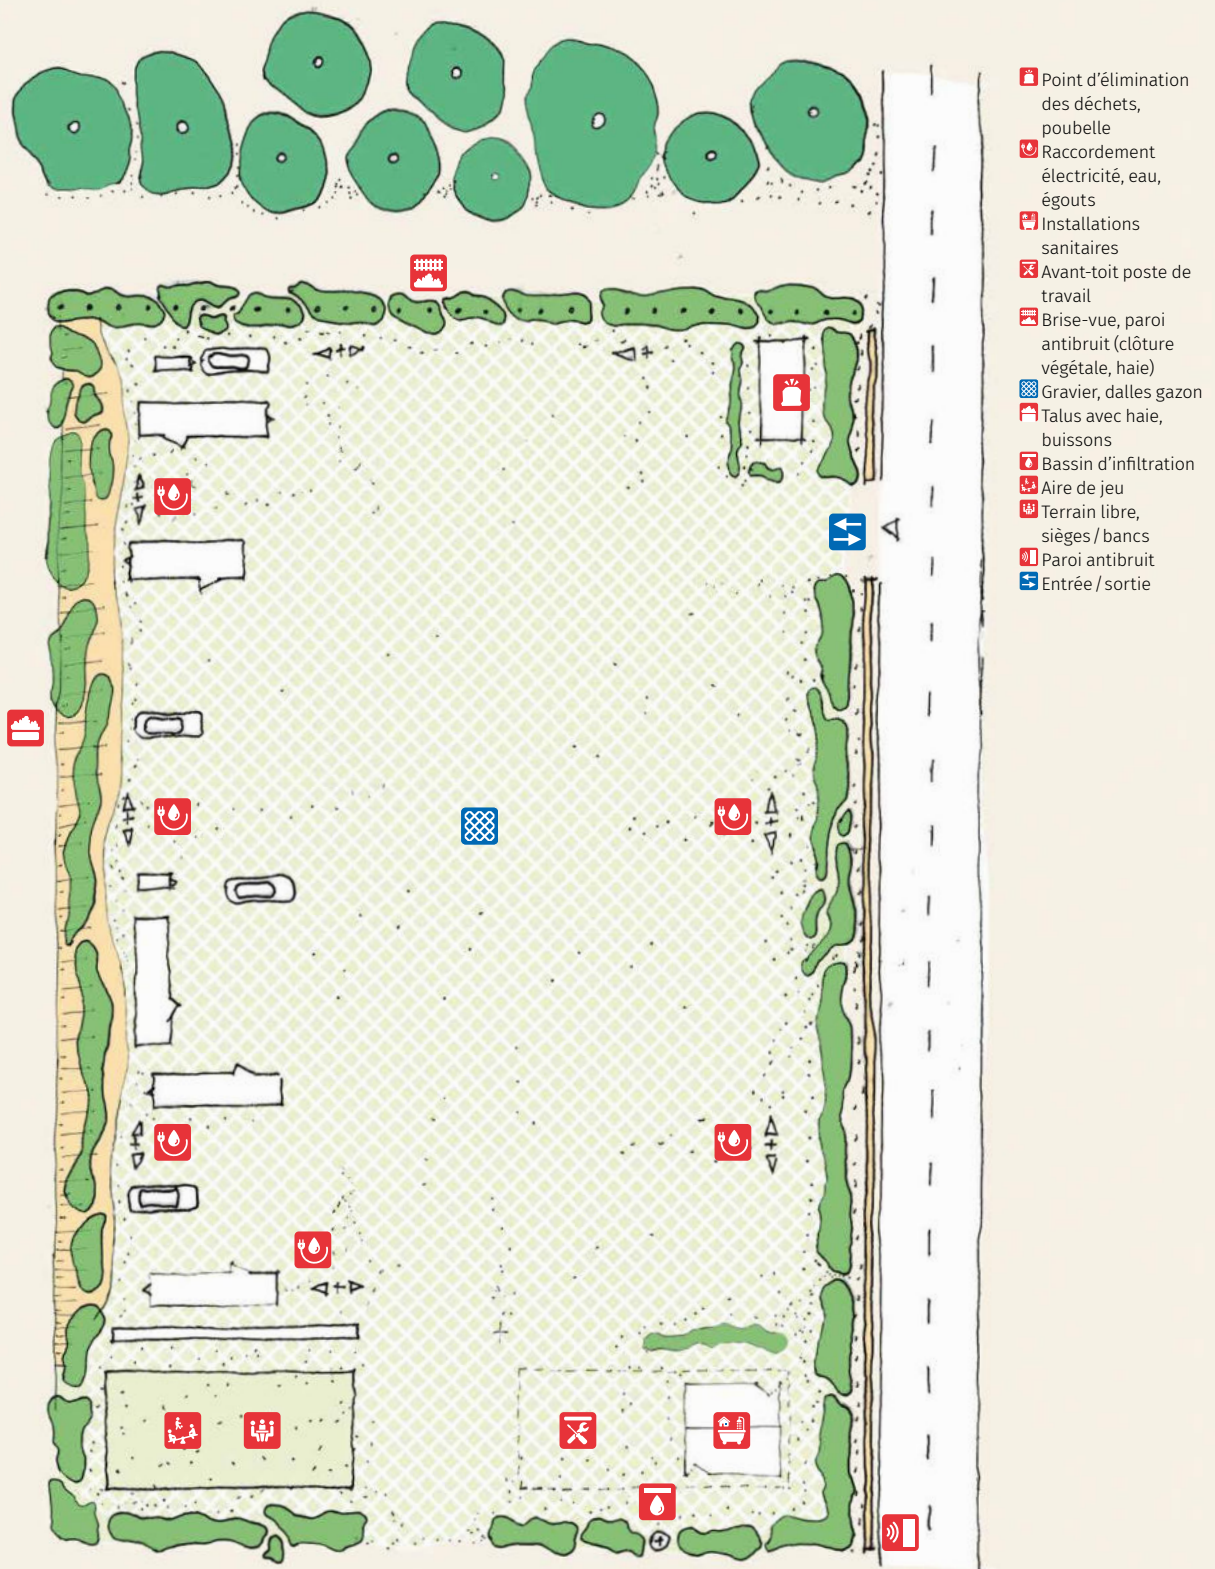 Point d’élimination
des déchets,
poubelle
Raccordement
électricité, eau,
égouts
Installations
sanitaires
Avant-toit poste de
travail
Brise-vue, paroi
antibruit (clôture
végétale, haie)
Gravier, dalles gazon
Talus avec haie,
buissons
Bassin d’infiltration
Aire de jeu
Terrain libre,
sièges / bancs
Paroi antibruit
Entrée / sortie